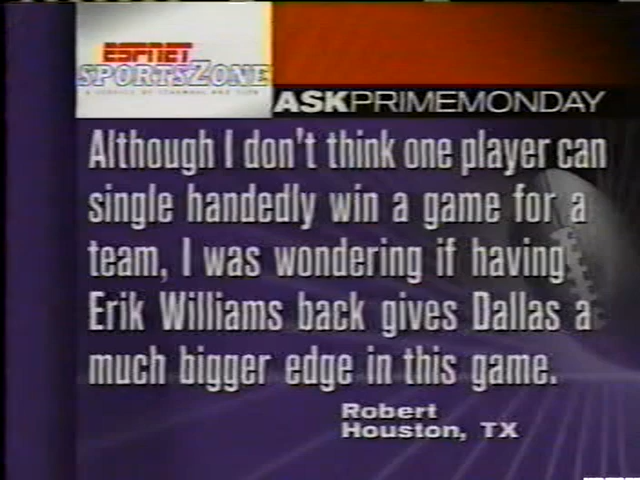 ESPNET
SPORTSZONE
ASKPRIMEMONDAY
Although I don't think one player can
single handedly win a game for a
team, I was wondering if having
Erik Williams back gives Dallas a
much bigger edge in this game.
Robert
Houston, TX